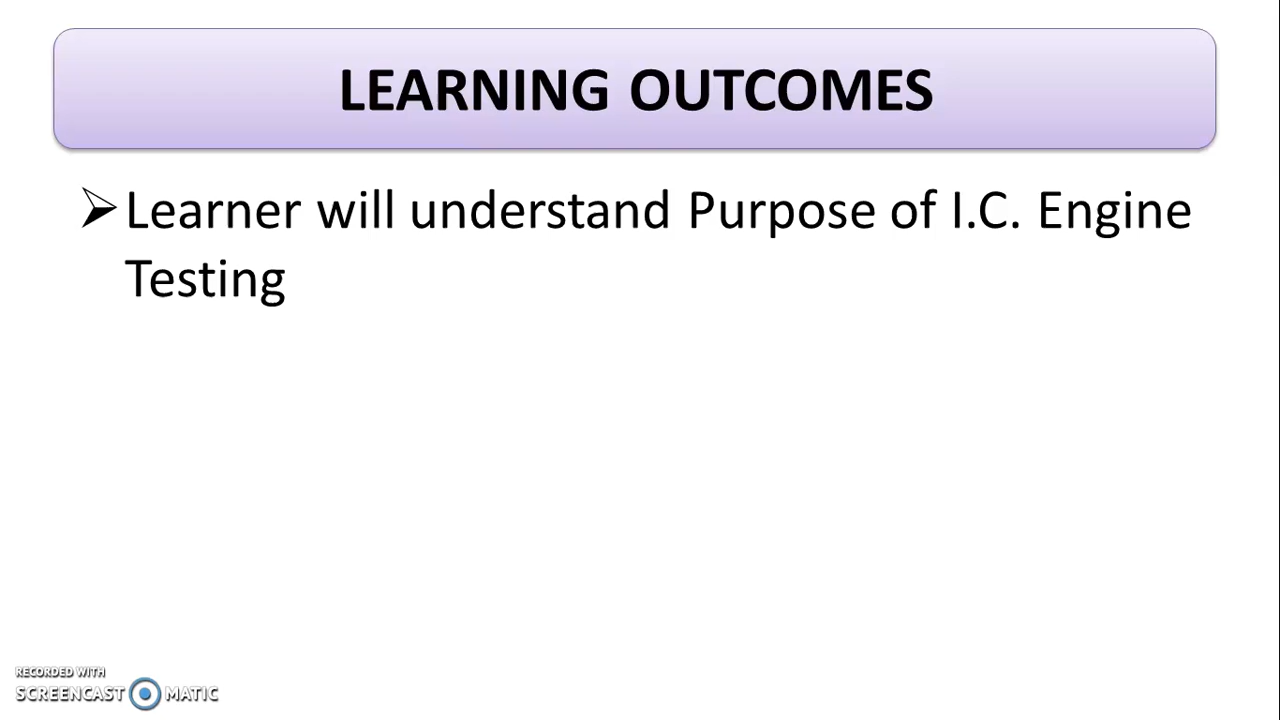 LEARNING OUTCOMES
Learner will understand Purpose of I.C. Engine
Testing
RECORDED WITH
SCREENCAST MATIC